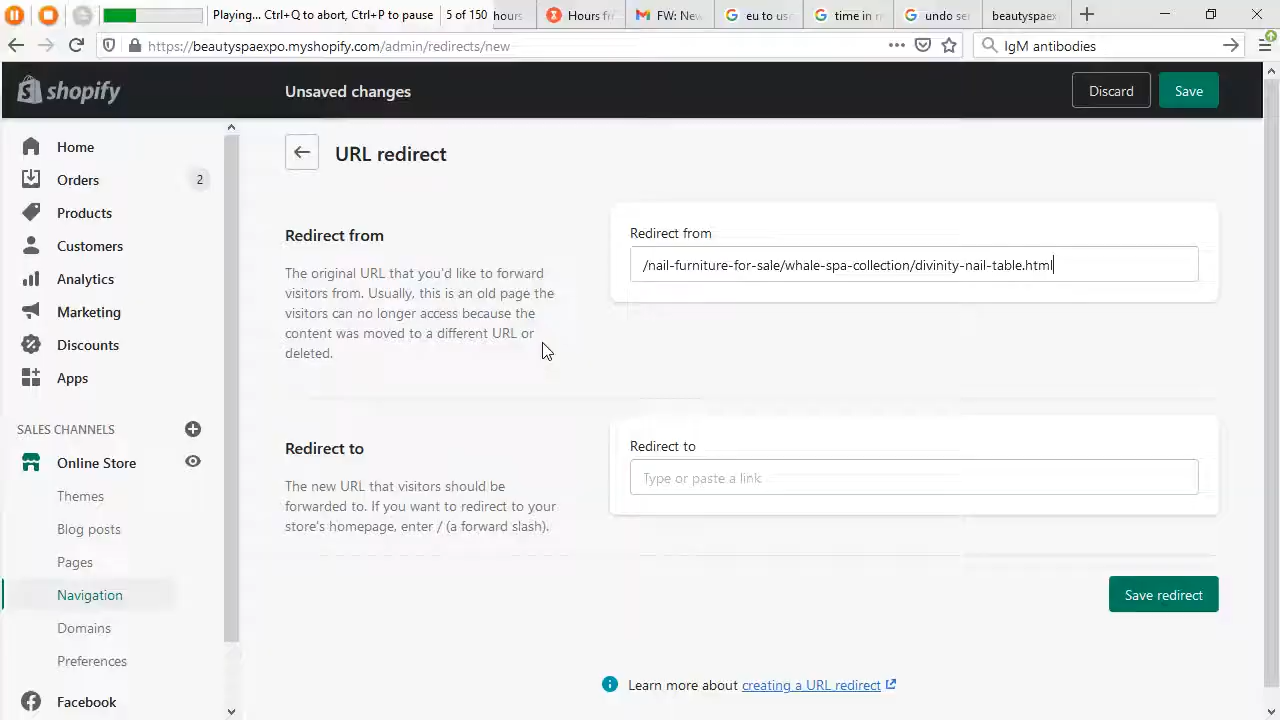 Playing... Ctrl+Q to abort, Ctrl+P to pause 5 of 150 hours Hours fr FW: New eu to us time in n undo se beautyspaex
https://beautyspaexpo.myshopify.com/admin/redirects/new IgM antibodies
shopify Unsaved changes Discard Save
Home
Orders 2
Products
Customers
Analytics
Marketing
Discounts
Apps
SALES CHANNELS
Online Store
Themes
Blog posts
Pages
Navigation
Domains
Preferences
Facebook
URL redirect
Redirect from
The original URL that you'd like to forward
visitors from. Usually, this is an old page the
visitors can no longer access because the
content was moved to a different URL or
deleted.
Redirect from
/nail-furniture-for-sale/whale-spa-collection/divinity-nail-table.html
Redirect to
The new URL that visitors should be
forwarded to. If you want to redirect to your
store's homepage, enter / (a forward slash).
Redirect to
Type or paste a link
Save redirect
Learn more about creating a URL redirect